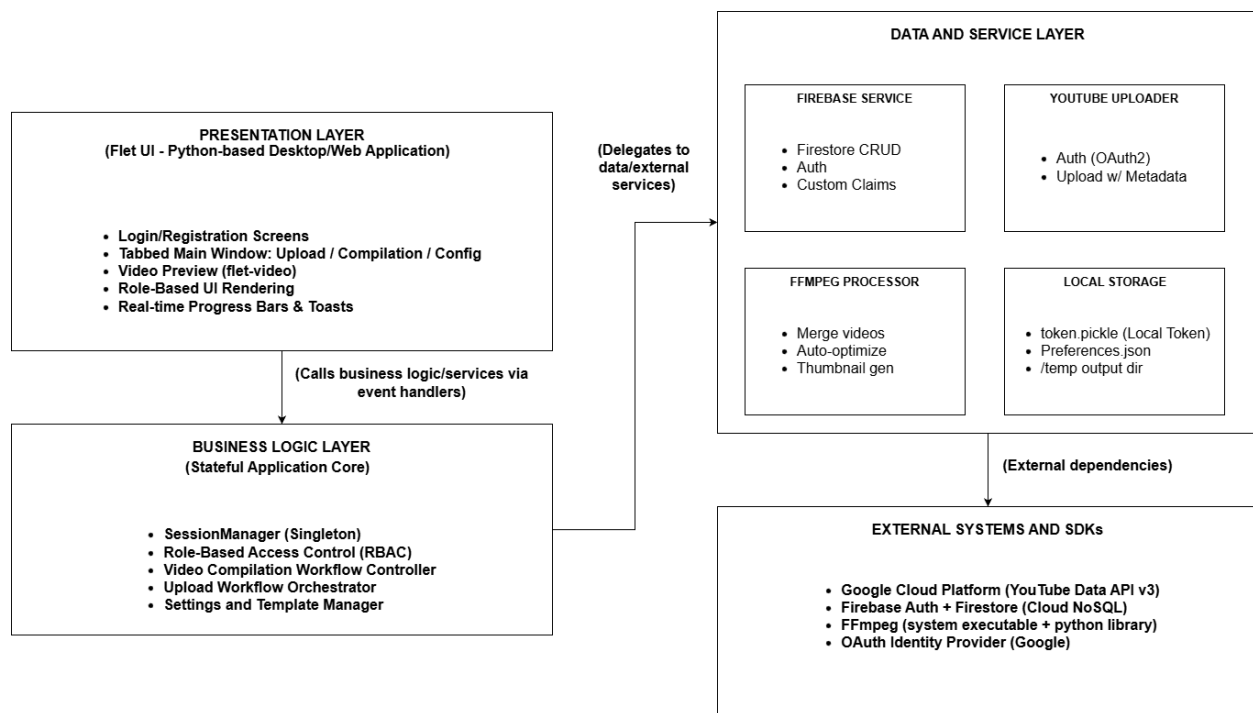 PRESENTATION LAYER
(Flet UI - Python-based Desktop/Web Application)
• Login/Registration Screens
• Tabbed Main Window: Upload / Compilation / Config
• Video Preview (flet-video)
• Role-Based UI Rendering
• Real-time Progress Bars & Toasts
(Calls business logic/services via
event handlers)
BUSINESS LOGIC LAYER
(Stateful Application Core)
• SessionManager (Singleton)
• Role-Based Access Control (RBAC)
• Video Compilation Workflow Controller
• Upload Workflow Orchestrator
• Settings and Template Manager
(Delegates to
data/external
services)
DATA AND SERVICE LAYER
FIREBASE SERVICE
• Firestore CRUD
• Auth
• Custom Claims
YOUTUBE UPLOADER
• Auth (OAuth2)
• Upload w/ Metadata
FFMPEG PROCESSOR
• Merge videos
• Auto-optimize
• Thumbnail gen
LOCAL STORAGE
• token.pickle (Local Token)
• Preferences.json
• /temp output dir
(External dependencies)
EXTERNAL SYSTEMS AND SDKs
• Google Cloud Platform (YouTube Data API v3)
• Firebase Auth + Firestore (Cloud NoSQL)
• FFmpeg (system executable + python library)
• OAuth Identity Provider (Google)